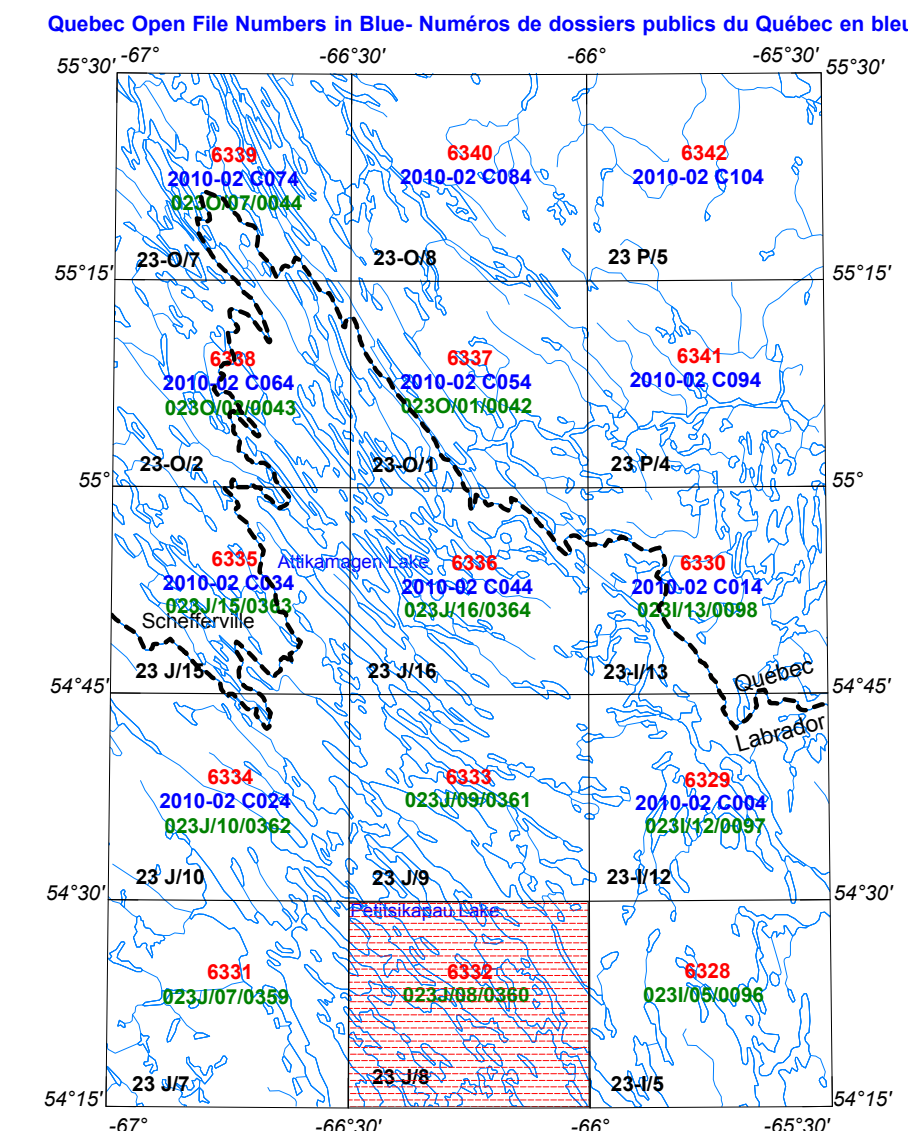 Quebec Open File Numbers in Blue- Numéros de dossiers publics du Québec en bleu
-67° -66°30' -66° -65°30'
55°30' 55°30'
6339 6340 6342
2010-02 C074 2010-02 C084 2010-02 C104
023O/07/0044
23-O/7 23-O/8 23 P/5
55°15' 55°15'
6338 6337 6341
2010-02 C064 2010-02 C054 2010-02 C094
023O/02/0043 023O/01/0042
23-O/2 23-O/1 23 P/4
55° 55°
6335 Attikamagen Lake 6336 6330
2010-02 C034 2010-02 C044 2010-02 C014
023J/15/0363 023J/16/0364 023I/13/0098
Schefferville
23 J/15 23 J/16 23-I/13 Québec
54°45' 54°45'
Labrador
6334 6333 6329
2010-02 C024 023J/09/0361 2010-02 C004
023J/10/0362 023I/12/0097
23 J/10 23 J/9 23-I/12
54°30' 54°30'
Petitsikapau Lake
6331 6332 6328
023J/07/0359 023J/08/0360 023I/05/0096
23 J/7 23 J/8 23-I/5
54°15' 54°15'
-67° -66°30' -66° -65°30'